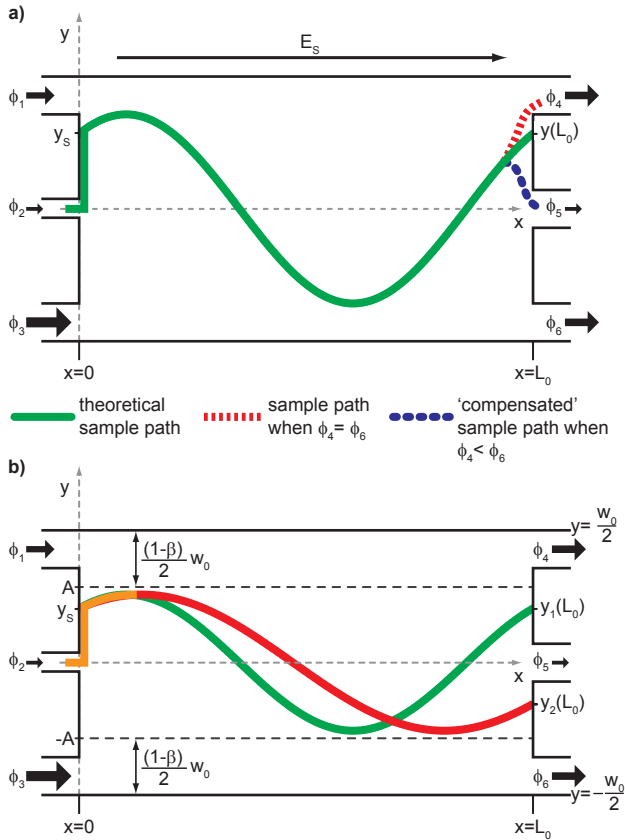 a)
y
E_S
ϕ_1
ϕ_4
y_S
y(L_0)
ϕ_2
ϕ_5
x
ϕ_3
ϕ_6
x=0
x=L_0
theoretical
sample path
sample path
when ϕ_4= ϕ_6
'compensated'
sample path when
ϕ_4< ϕ_6
b)
y
y= w_0/2
ϕ_1
(1-β)/2 w_0
ϕ_4
A
y_S
y_1(L_0)
ϕ_2
ϕ_5
x
y_2(L_0)
-A
ϕ_3
(1-β)/2 w_0
ϕ_6
y=-w_0/2
x=0
x=L_0